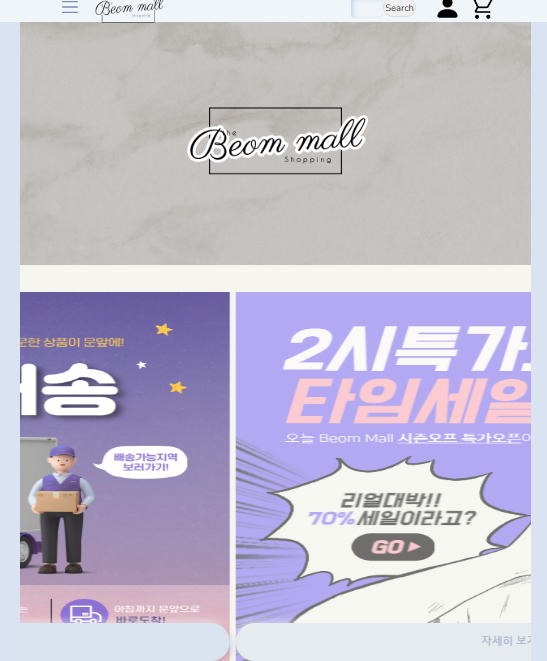 Beom mall
Shopping
Search
The
Beom mall
Shopping
문한 상품이 문앞에!
배송
배송가능지역
보러가기!
아침까지 문앞으로
바로도착!
2시특가
타임세일
오늘 Beom Mall 시즌오프 특가오픈
리얼대박!!
70%세일이라고?
GO
자세히 보기